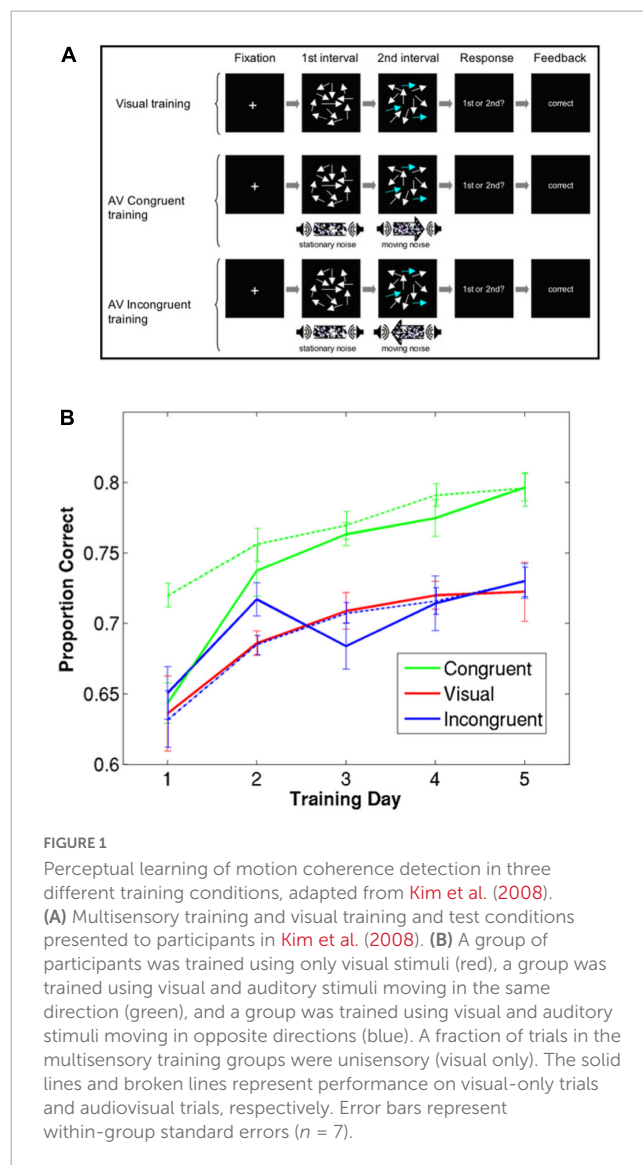 A
Fixation 1st interval 2nd interval Response Feedback
Visual training
1st or 2nd? correct
AV Congruent
training
1st or 2nd? correct
stationary noise moving noise
AV Incongruent
training
1st or 2nd? correct
stationary noise moving noise
B
Proportion Correct
0.8
0.75
0.7
0.65
0.6
Congruent
Visual
Incongruent
1 2 3 4 5
Training Day
FIGURE 1
Perceptual learning of motion coherence detection in three
different training conditions, adapted from Kim et al. (2008).
(A) Multisensory training and visual training and test conditions
presented to participants in Kim et al. (2008). (B) A group of
participants was trained using only visual stimuli (red), a group was
trained using visual and auditory stimuli moving in the same
direction (green), and a group was trained using visual and auditory
stimuli moving in opposite directions (blue). A fraction of trials in the
multisensory training groups were unisensory (visual only). The solid
lines and broken lines represent performance on visual-only trials
and audiovisual trials, respectively. Error bars represent
within-group standard errors (n = 7).